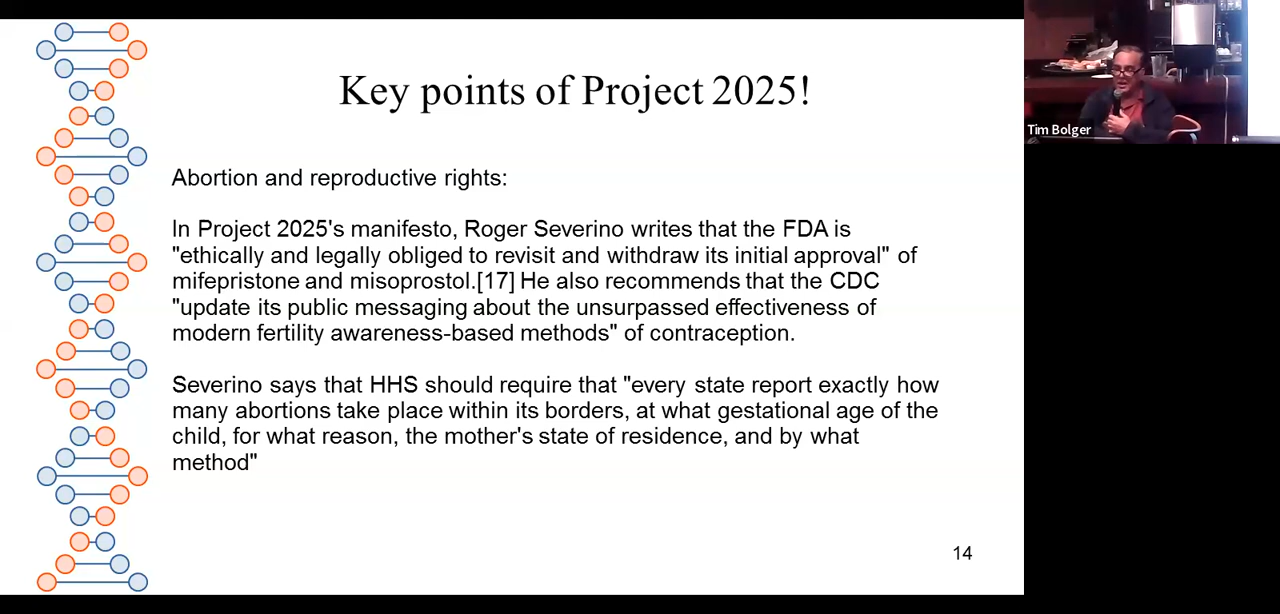 Key points of Project 2025!
Tim Bolger
Abortion and reproductive rights:
In Project 2025's manifesto, Roger Severino writes that the FDA is
"ethically and legally obliged to revisit and withdraw its initial approval" of
mifepristone and misoprostol.[17] He also recommends that the CDC
"update its public messaging about the unsurpassed effectiveness of
modern fertility awareness-based methods" of contraception.
Severino says that HHS should require that "every state report exactly how
many abortions take place within its borders, at what gestational age of the
child, for what reason, the mother's state of residence, and by what
method"
14